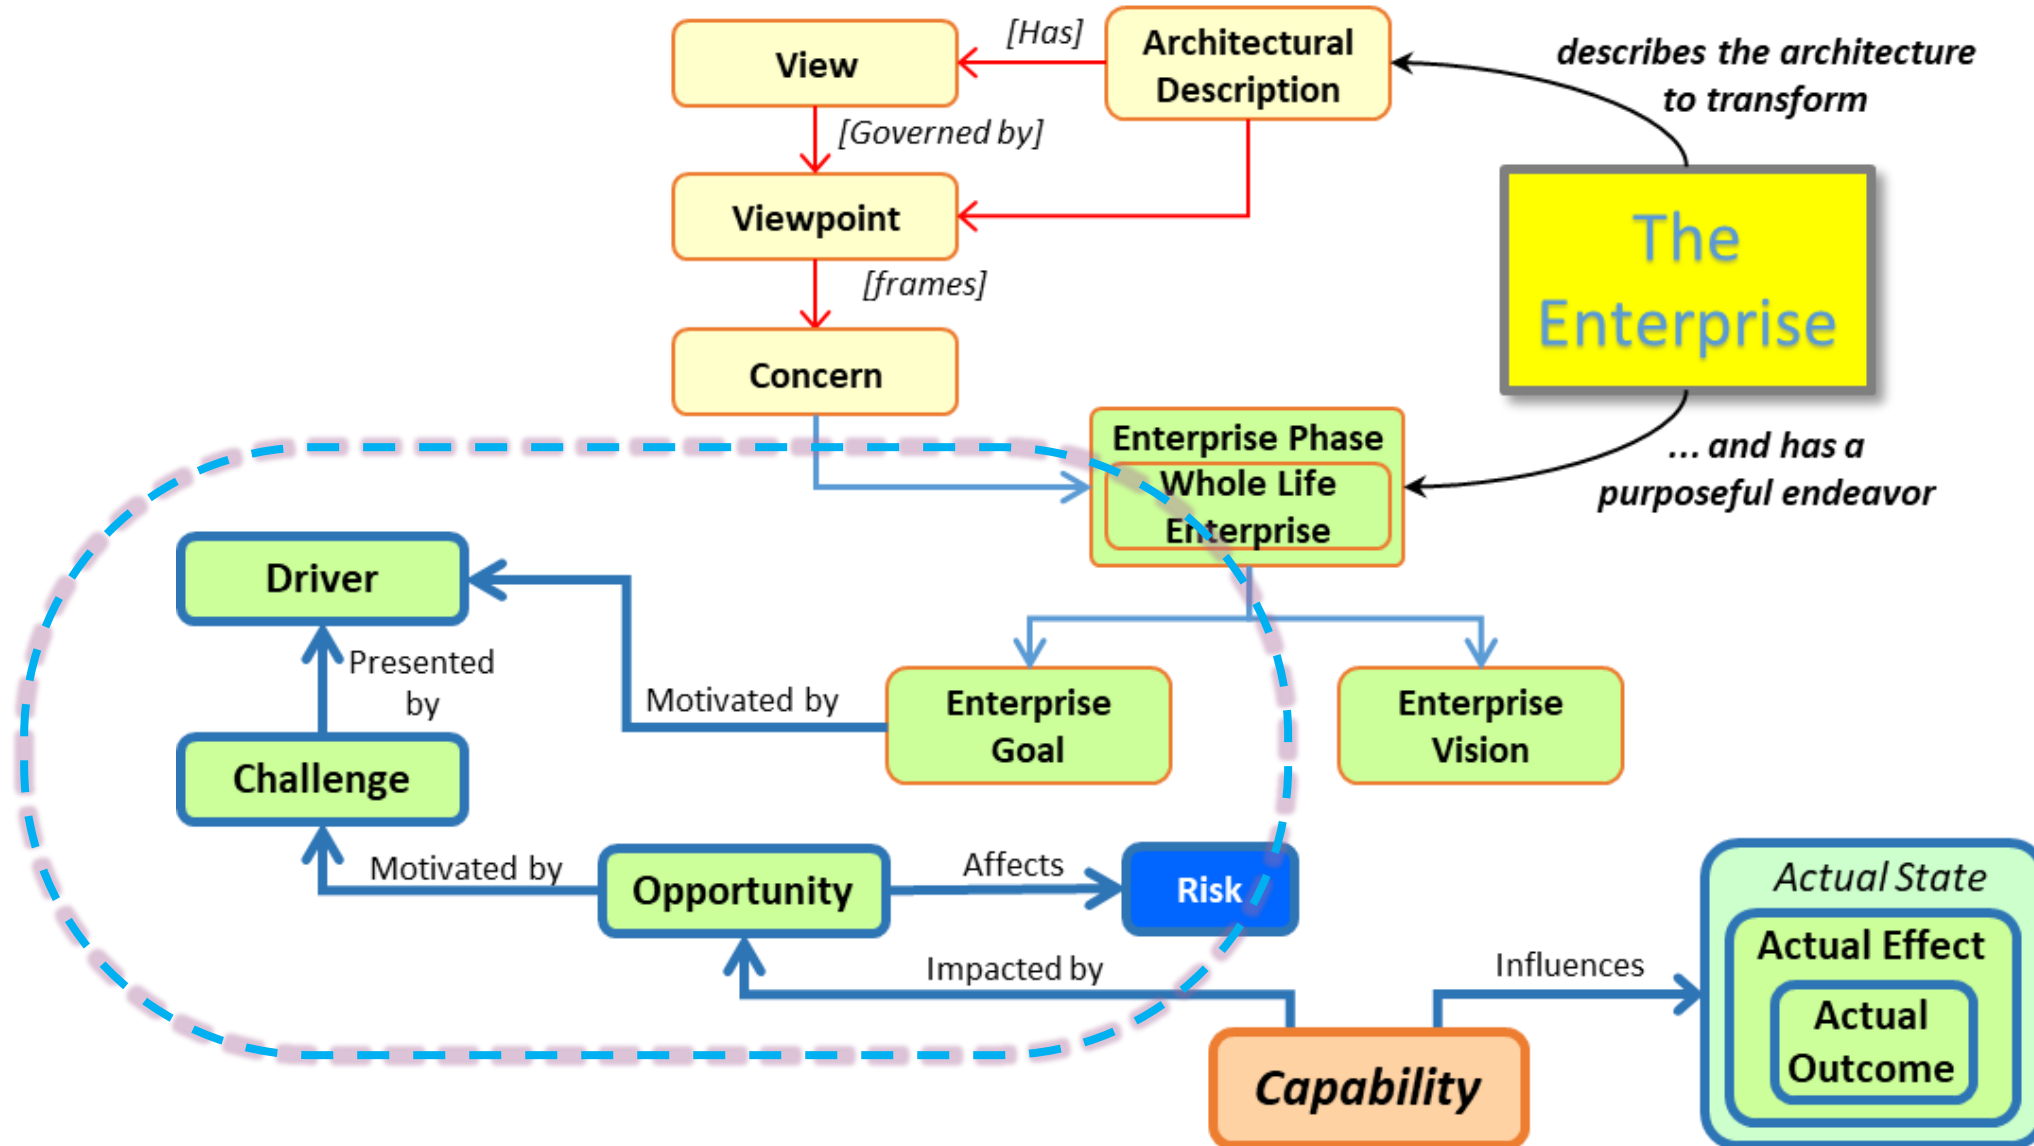 [Has]
Architectural
Description
View
describes the architecture
to transform
[Governed by]
Viewpoint
The
Enterprise
[frames]
Concern
Enterprise Phase
Whole Life
Enterprise
... and has a
purposeful endeavor
Driver
Presented
by
Motivated by
Enterprise
Goal
Enterprise
Vision
Challenge
Motivated by
Opportunity
Affects
Risk
Actual State
Actual Effect
Actual
Outcome
Impacted by
Influences
Capability